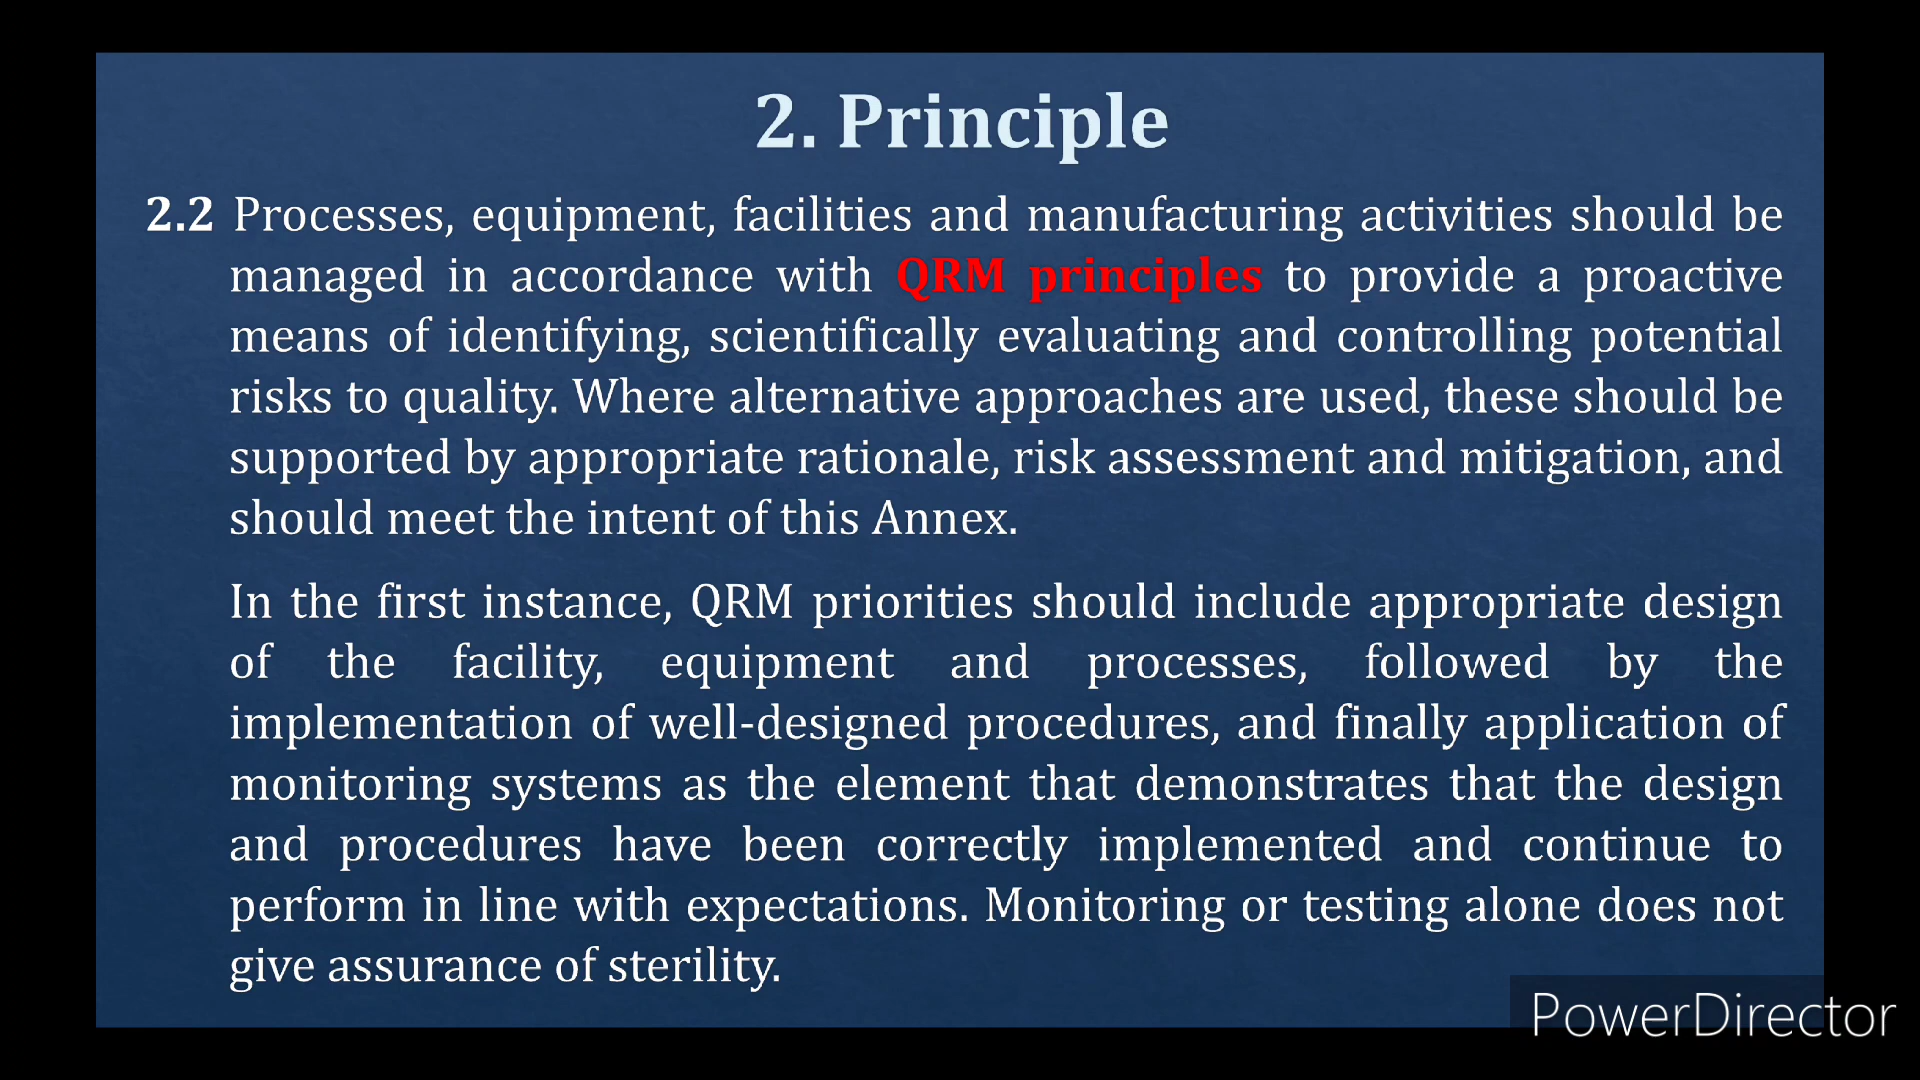 2. Principle
2.2 Processes, equipment, facilities and manufacturing activities should be
managed in accordance with QRM principles to provide a proactive
means of identifying, scientifically evaluating and controlling potential
risks to quality. Where alternative approaches are used, these should be
supported by appropriate rationale, risk assessment and mitigation, and
should meet the intent of this Annex.
In the first instance, QRM priorities should include appropriate design
of the facility, equipment and processes, followed by the
implementation of well-designed procedures, and finally application of
monitoring systems as the element that demonstrates that the design
and procedures have been correctly implemented and continue to
perform in line with expectations. Monitoring or testing alone does not
give assurance of sterility.
PowerDirector